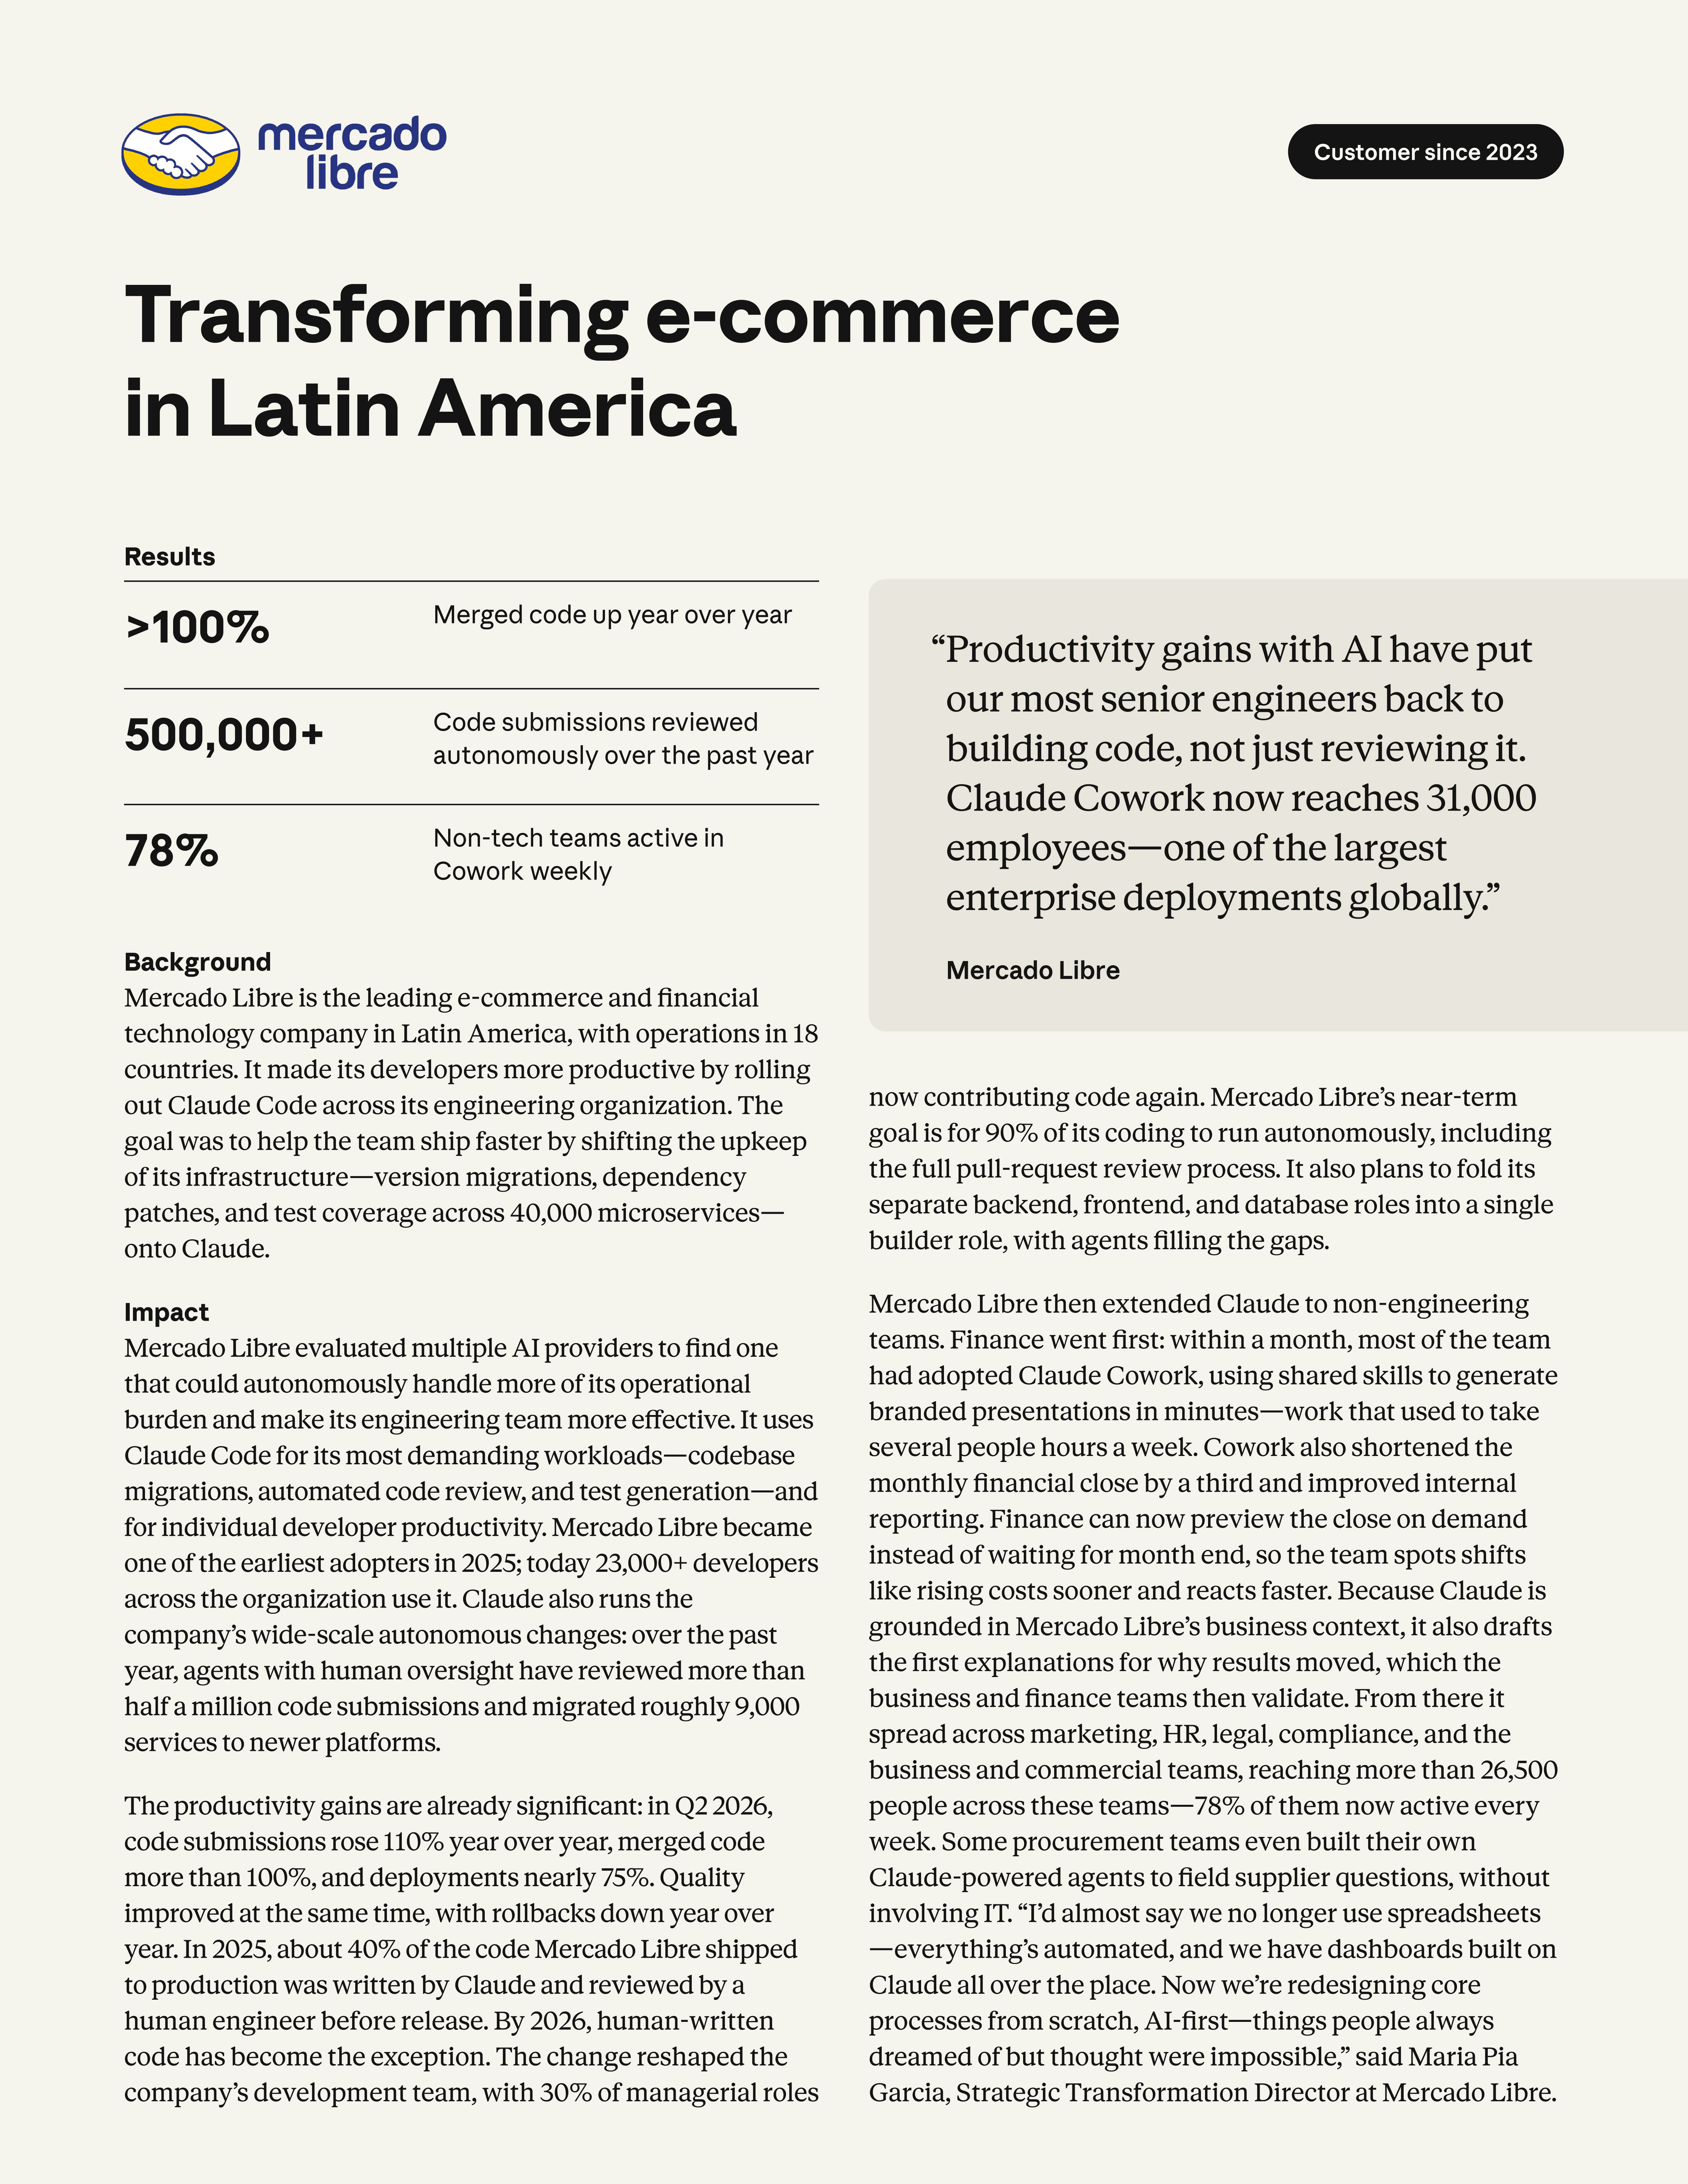 mercado
libre
Customer since 2023
Transforming e-commerce
in Latin America
Results
>100%
Merged code up year over year
500,000+
Code submissions reviewed
autonomously over the past year
78%
Non-tech teams active in
Cowork weekly
Background
Mercado Libre is the leading e-commerce and financial
technology company in Latin America, with operations in 18
countries. It made its developers more productive by rolling
out Claude Code across its engineering organization. The
goal was to help the team ship faster by shifting the upkeep
of its infrastructure—version migrations, dependency
patches, and test coverage across 40,000 microservices—
onto Claude.
Impact
Mercado Libre evaluated multiple AI providers to find one
that could autonomously handle more of its operational
burden and make its engineering team more effective. It uses
Claude Code for its most demanding workloads—codebase
migrations, automated code review, and test generation—and
for individual developer productivity. Mercado Libre became
one of the earliest adopters in 2025; today 23,000+ developers
across the organization use it. Claude also runs the
company’s wide-scale autonomous changes: over the past
year, agents with human oversight have reviewed more than
half a million code submissions and migrated roughly 9,000
services to newer platforms.
The productivity gains are already significant: in Q2 2026,
code submissions rose 110% year over year, merged code
more than 100%, and deployments nearly 75%. Quality
improved at the same time, with rollbacks down year over
year. In 2025, about 40% of the code Mercado Libre shipped
to production was written by Claude and reviewed by a
human engineer before release. By 2026, human-written
code has become the exception. The change reshaped the
company’s development team, with 30% of managerial roles
“Productivity gains with AI have put
our most senior engineers back to
building code, not just reviewing it.
Claude Cowork now reaches 31,000
employees—one of the largest
enterprise deployments globally.”
Mercado Libre
now contributing code again. Mercado Libre’s near-term
goal is for 90% of its coding to run autonomously, including
the full pull-request review process. It also plans to fold its
separate backend, frontend, and database roles into a single
builder role, with agents filling the gaps.
Mercado Libre then extended Claude to non-engineering
teams. Finance went first: within a month, most of the team
had adopted Claude Cowork, using shared skills to generate
branded presentations in minutes—work that used to take
several people hours a week. Cowork also shortened the
monthly financial close by a third and improved internal
reporting. Finance can now preview the close on demand
instead of waiting for month end, so the team spots shifts
like rising costs sooner and reacts faster. Because Claude is
grounded in Mercado Libre’s business context, it also drafts
the first explanations for why results moved, which the
business and finance teams then validate. From there it
spread across marketing, HR, legal, compliance, and the
business and commercial teams, reaching more than 26,500
people across these teams—78% of them now active every
week. Some procurement teams even built their own
Claude-powered agents to field supplier questions, without
involving IT. “I’d almost say we no longer use spreadsheets
—everything’s automated, and we have dashboards built on
Claude all over the place. Now we’re redesigning core
processes from scratch, AI-first—things people always
dreamed of but thought were impossible,” said Maria Pia
Garcia, Strategic Transformation Director at Mercado Libre.